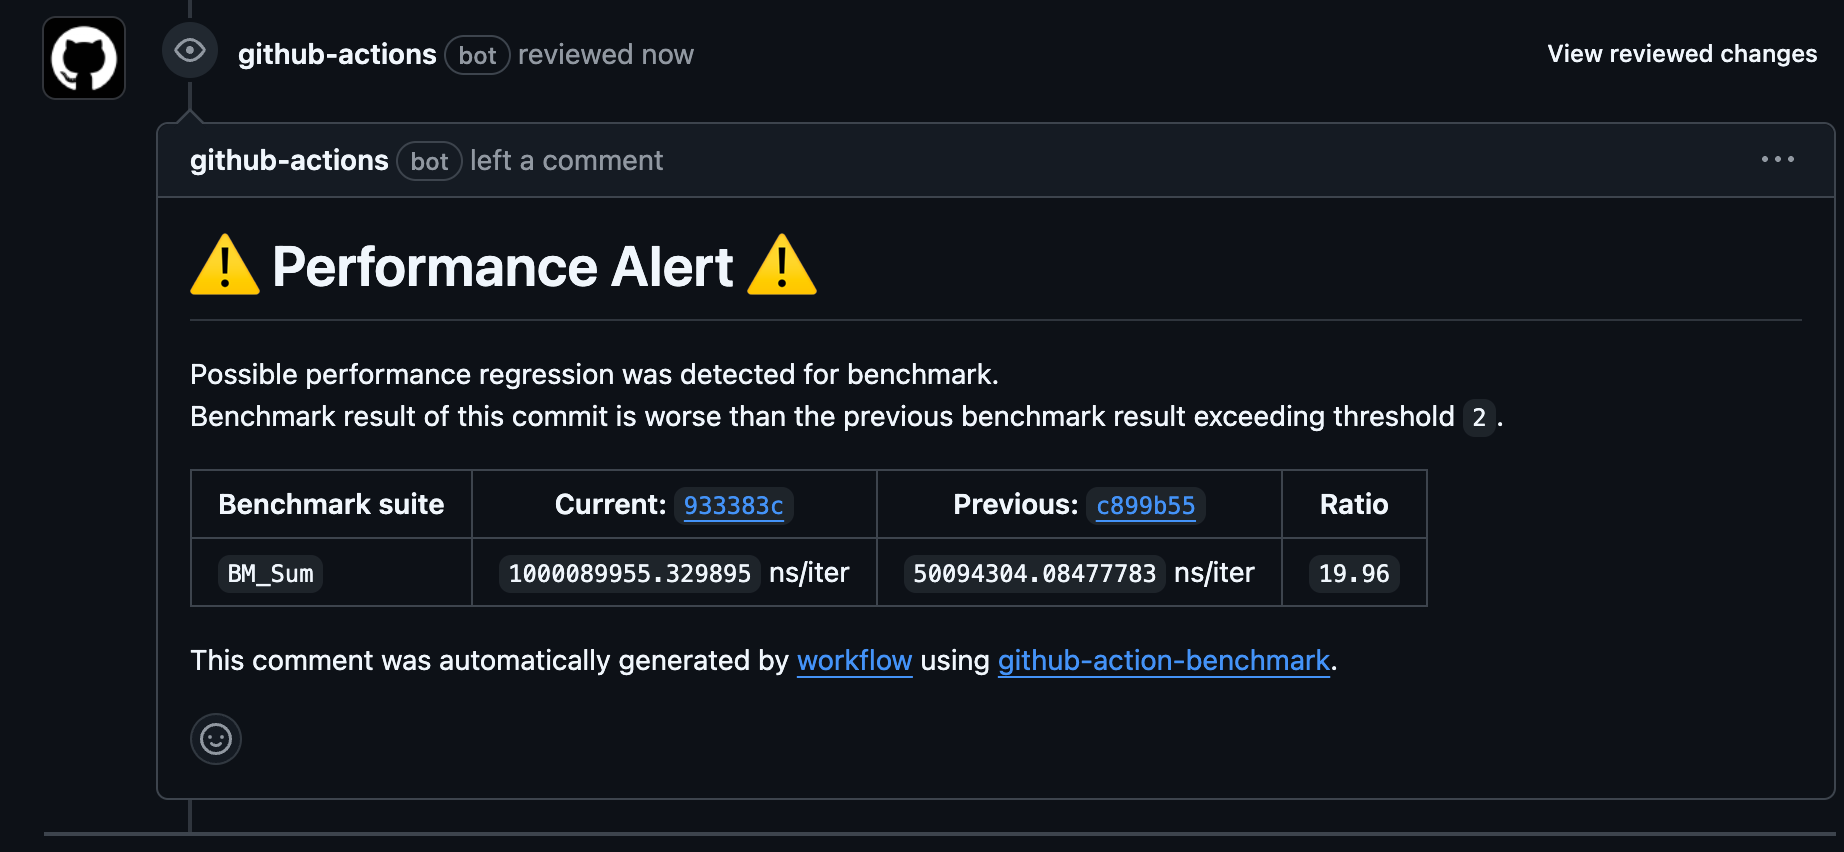 github-actions bot reviewed now
View reviewed changes
github-actions bot left a comment
⚠️ Performance Alert ⚠️
Possible performance regression was detected for benchmark.
Benchmark result of this commit is worse than the previous benchmark result exceeding threshold 2.
Benchmark suite Current: 933383c Previous: c899b55 Ratio
BM_Sum 1000089955.329895 ns/iter 50094304.08477783 ns/iter 19.96
This comment was automatically generated by workflow using github-action-benchmark.